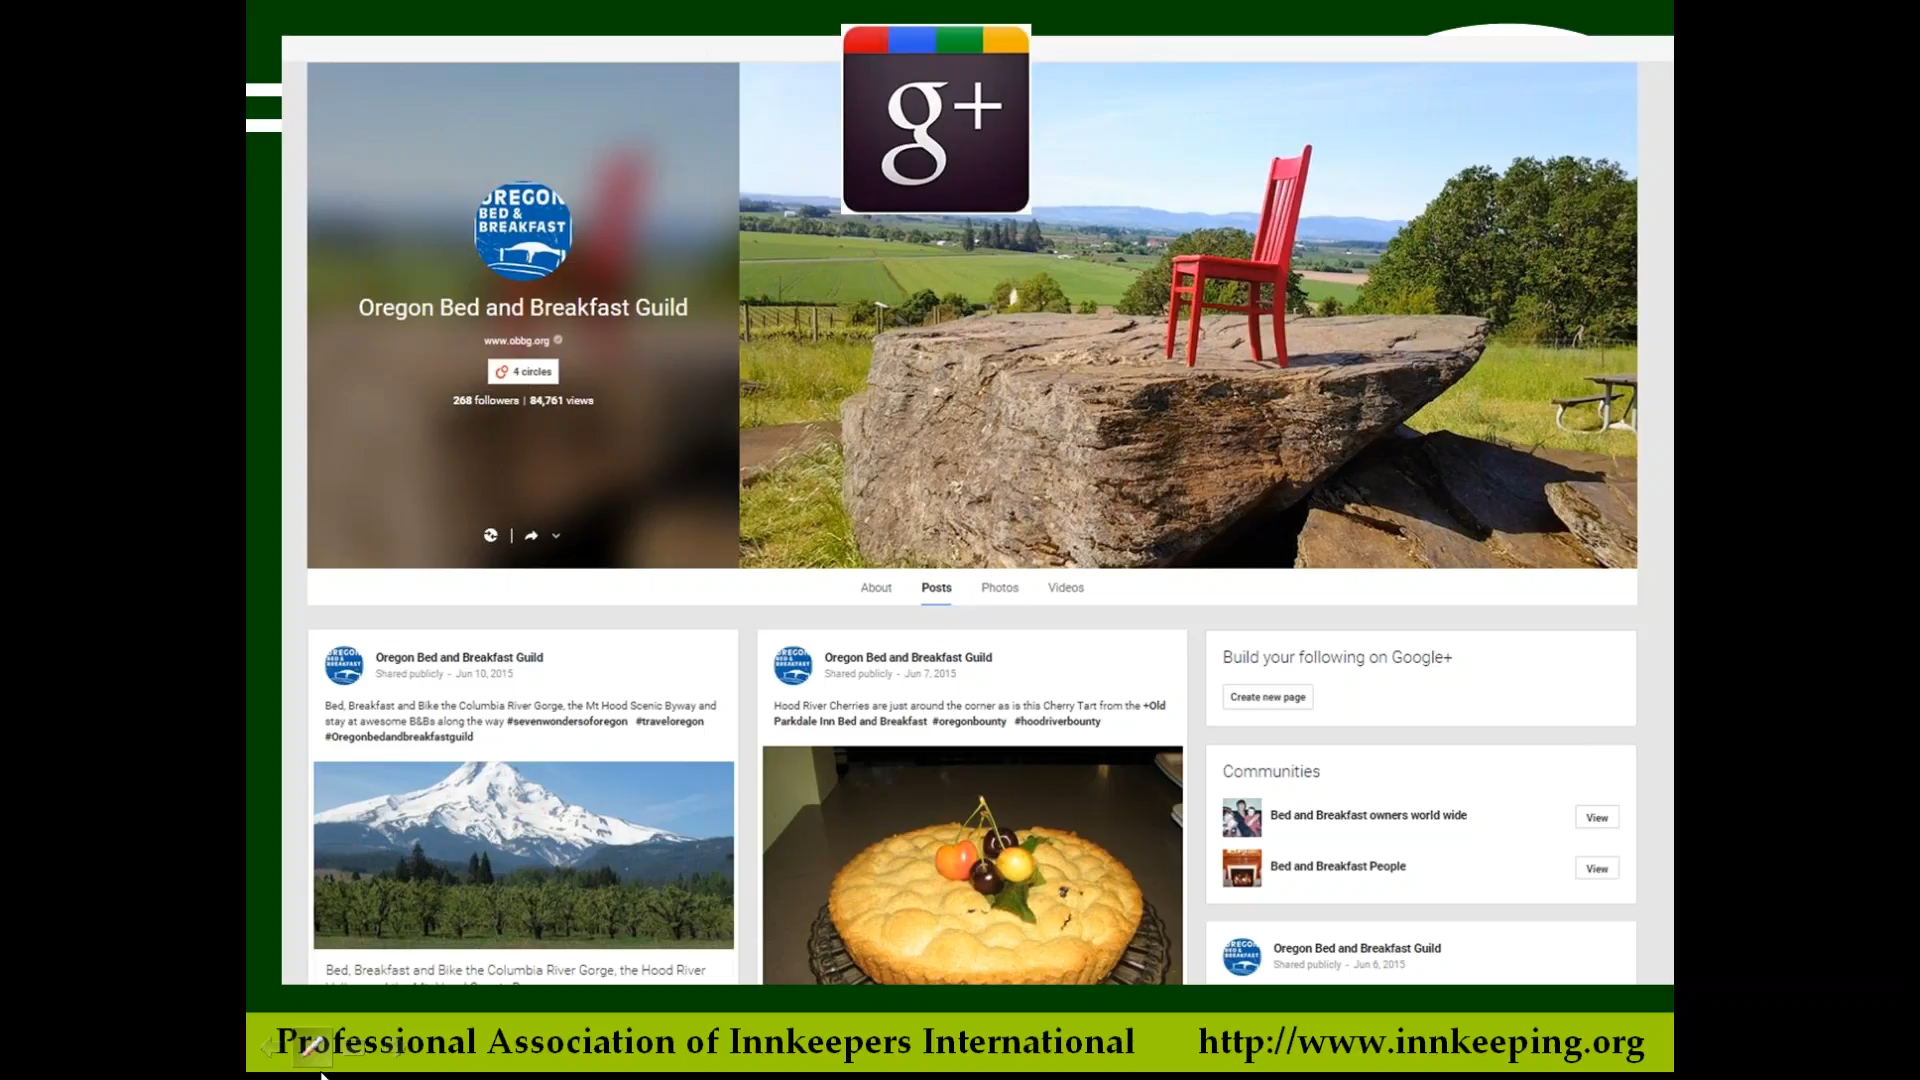 g+
OREGON
BED &
BREAKFAST
Oregon Bed and Breakfast Guild
www.obbg.org
4 circles
268 followers | 84,761 views
About Posts Photos Videos
Oregon Bed and Breakfast Guild
Shared publicly - Jun 10, 2015
Bed, Breakfast and Bike the Columbia River Gorge, the Mt Hood Scenic Byway and
stay at awesome B&Bs along the way #sevenwondersoforegon #traveloregon
#Oregonbedandbreakfastguild
Bed, Breakfast and Bike the Columbia River Gorge, the Hood River
Oregon Bed and Breakfast Guild
Shared publicly - Jun 7, 2015
Hood River Cherries are just around the corner as is this Cherry Tart from the +Old
Parkdale Inn Bed and Breakfast #oregonbounty #hoodriverbounty
Build your following on Google+
Create new page
Communities
Bed and Breakfast owners world wide
View
Bed and Breakfast People
View
Oregon Bed and Breakfast Guild
Shared publicly - Jun 6, 2015
Professional Association of Innkeepers International http://www.innkeeping.org